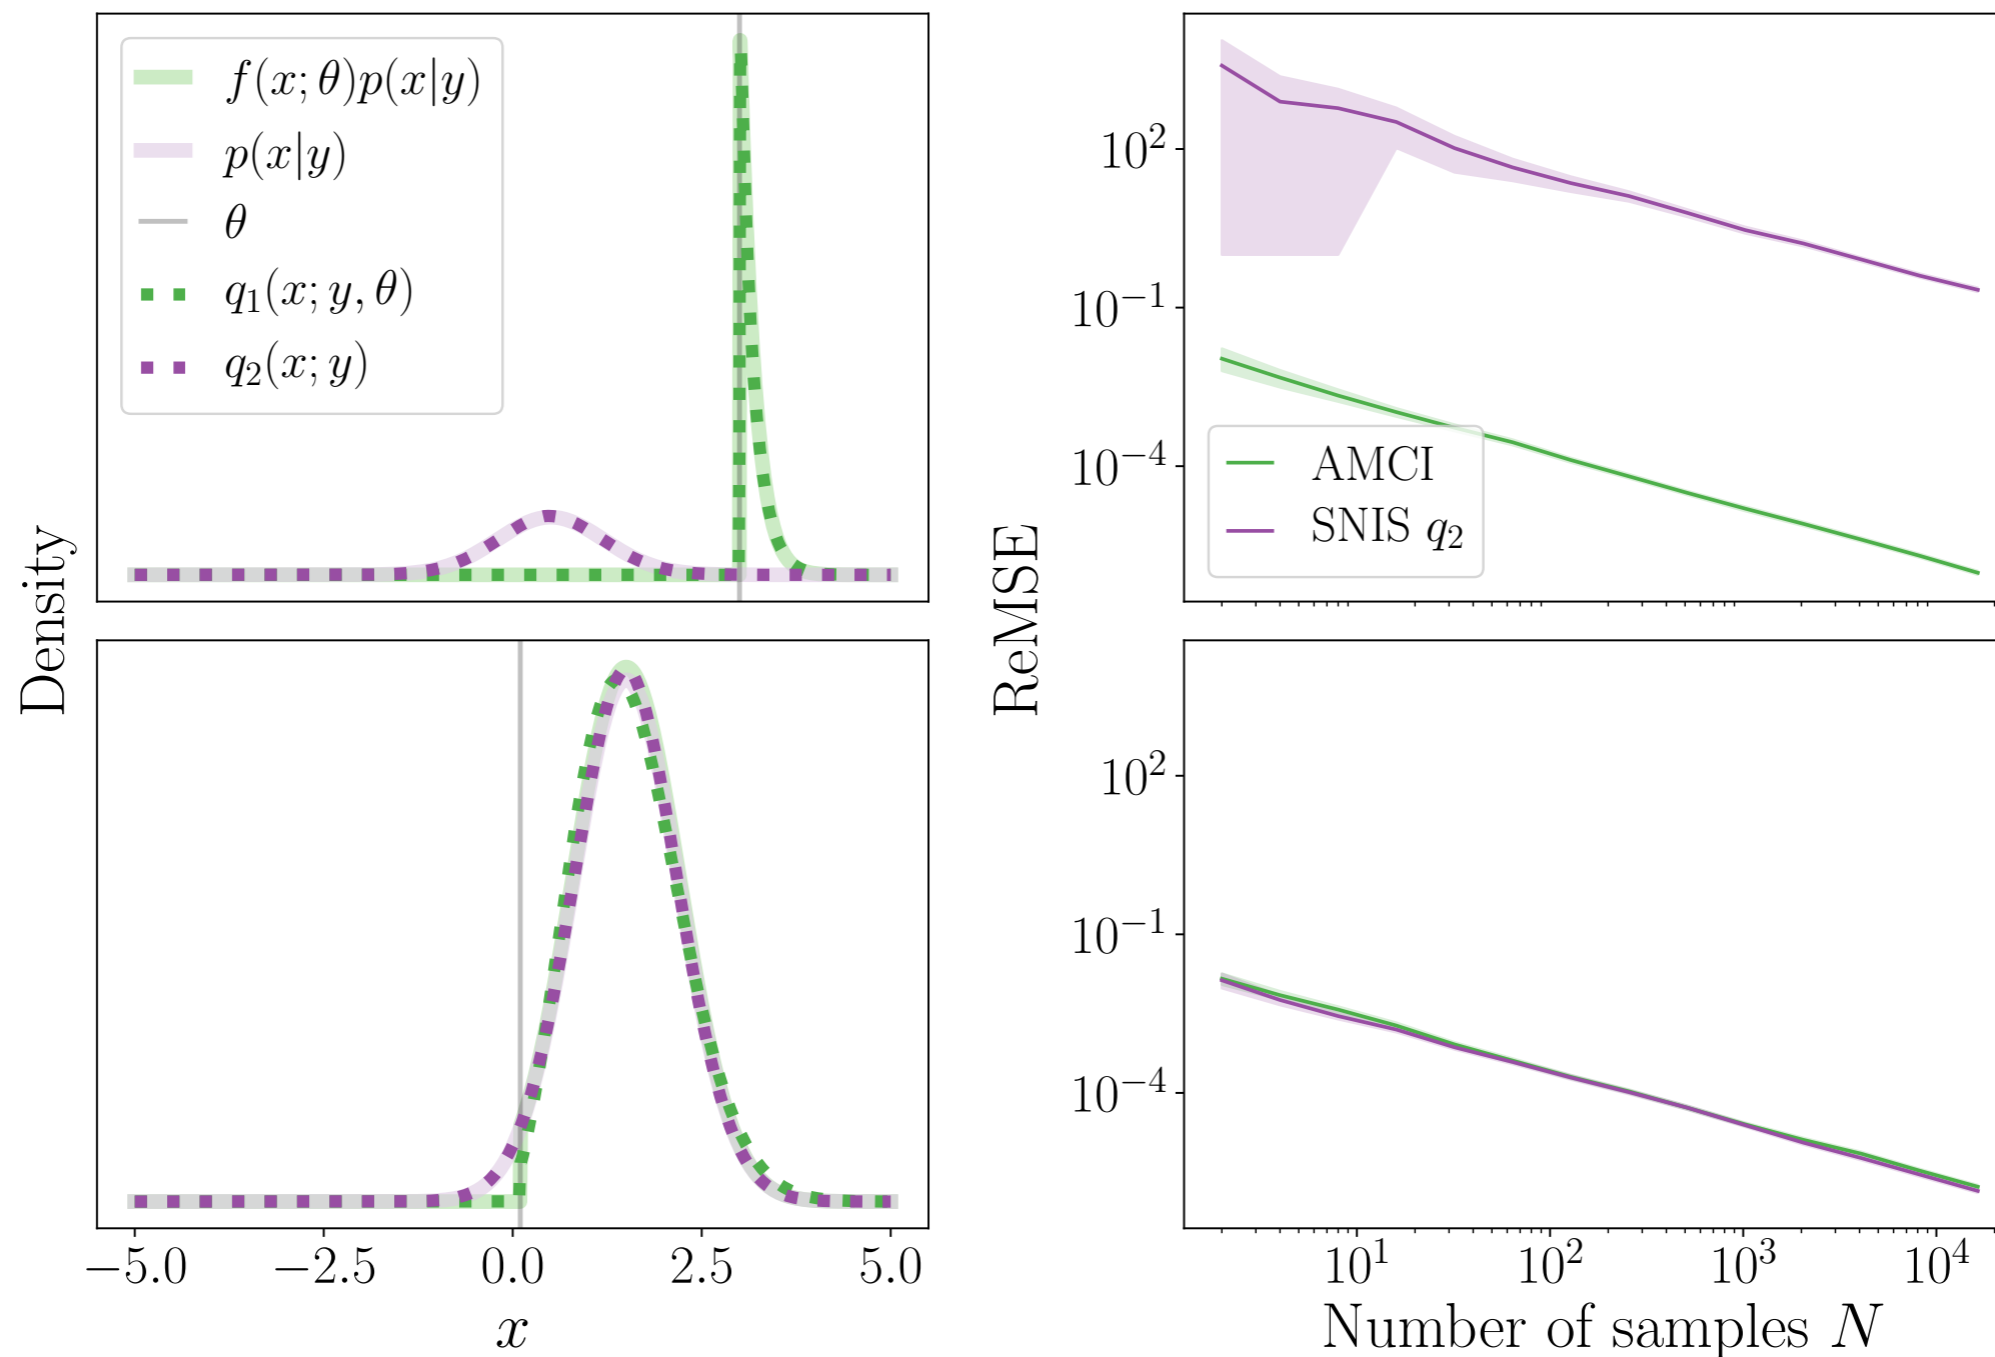 f(x; θ)p(x|y)
p(x|y)
θ
q₁(x; y, θ)
q₂(x; y)
Density
−5.0 −2.5 0.0 2.5 5.0
x
10²
10⁻¹
10⁻⁴
AMCI
SNIS q₂
ReMSE
10²
10⁻¹
10⁻⁴
10¹ 10² 10³ 10⁴
Number of samples N